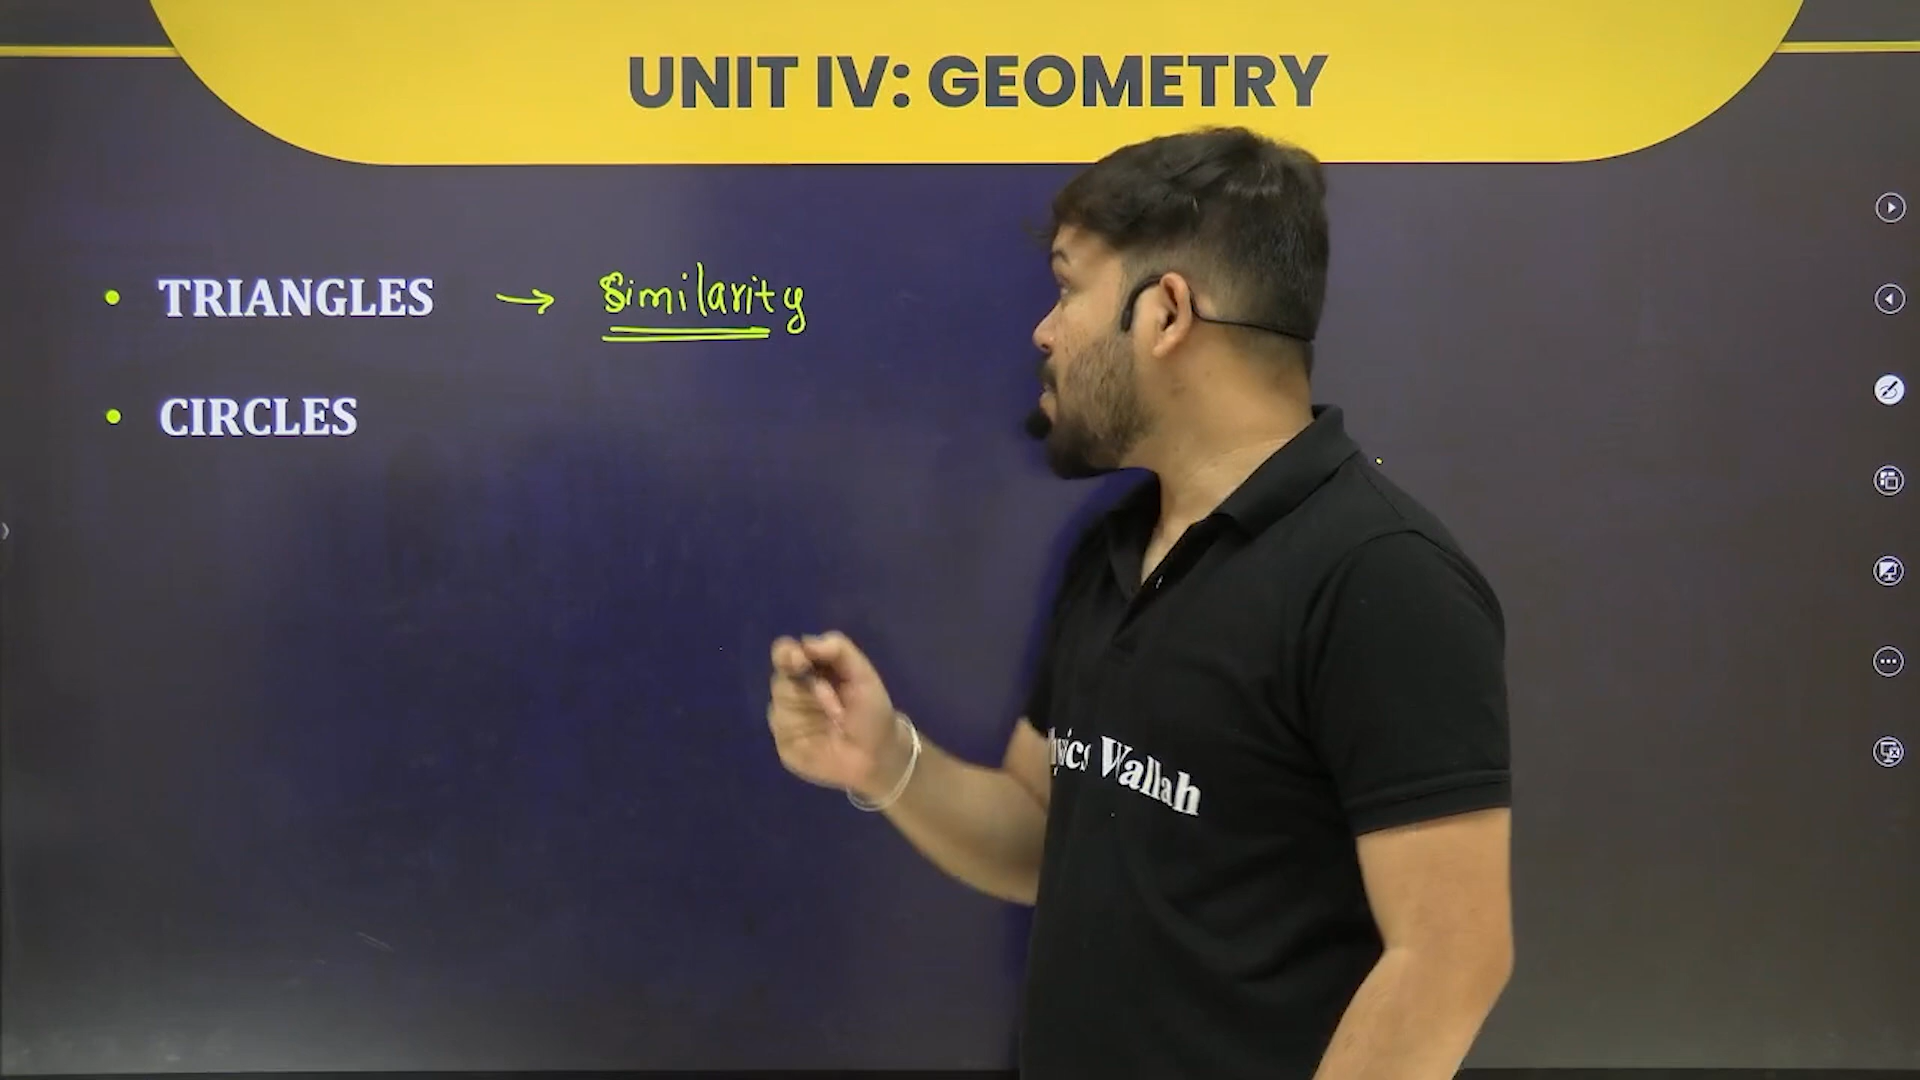 UNIT IV: GEOMETRY
• TRIANGLES → Similarity
• CIRCLES
Wallah